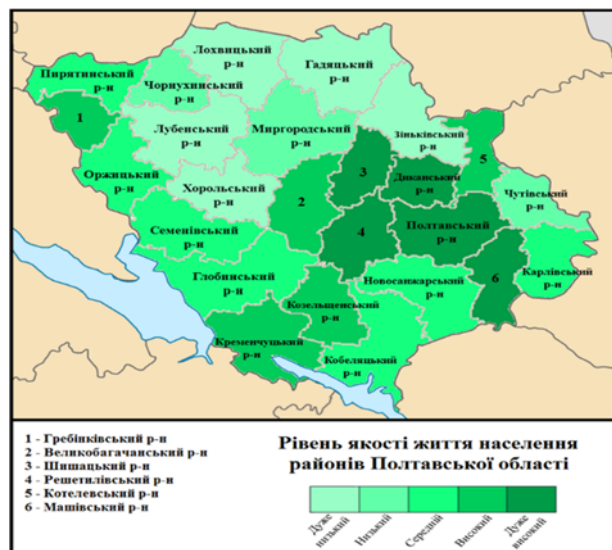 Лохвицький
р-н
Гадяцький
р-н
Пирятинський
р-н
Чорнухинський
р-н
1
Лубенський
р-н
Миргородський
р-н
Зіньківський
р-н
5
3
Диканський
р-н
Оржицький
р-н
Хорольський
р-н
2
Чутівський
р-н
4
Полтавський
р-н
Семенівський
р-н
Глобинський
р-н
Новосанжарський
р-н
6
Карлівський
р-н
Козельщенський
р-н
Кременчуцький
р-н
Кобеляцький
р-н
1 - Гребінківський р-н
2 - Великобагачанський р-н
3 - Шишацький р-н
4 - Решетилівський р-н
5 - Котелевський р-н
6 - Машівський р-н
Рівень якості життя населення
районів Полтавської області
Дуже
низький
Низький
Середній
Високий
Дуже
високий